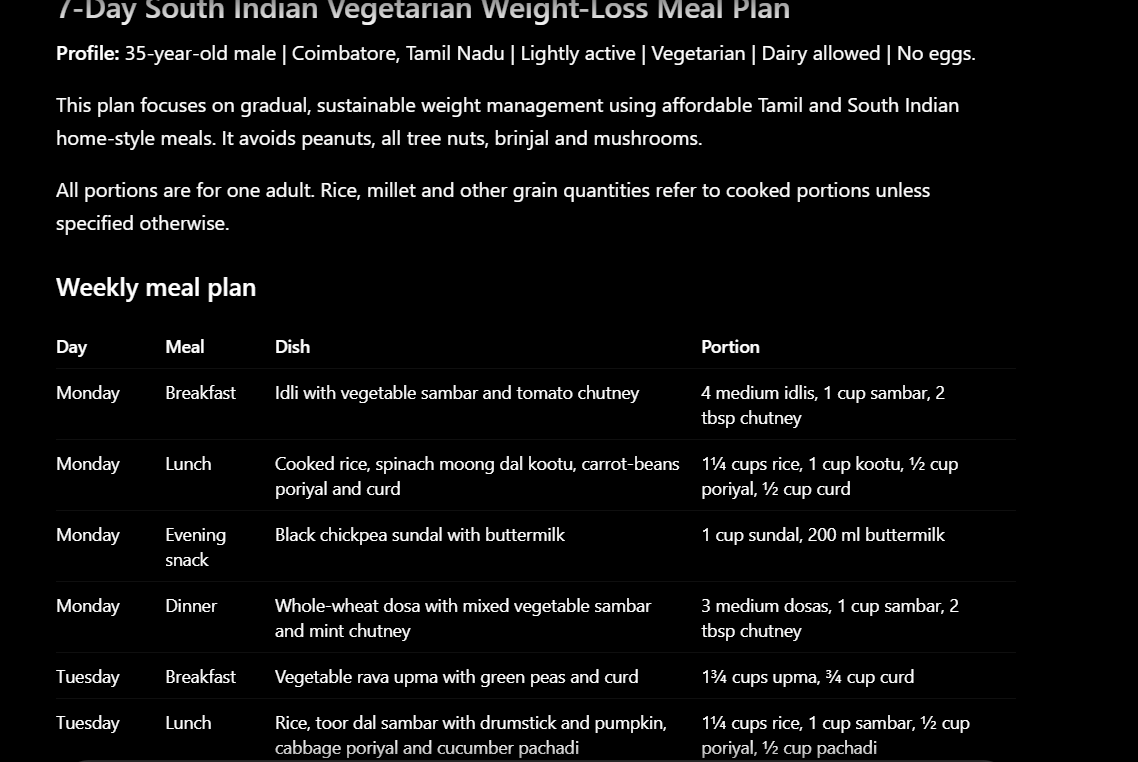 7-Day South Indian Vegetarian Weight-Loss Meal Plan
Profile: 35-year-old male | Coimbatore, Tamil Nadu | Lightly active | Vegetarian | Dairy allowed | No eggs.
This plan focuses on gradual, sustainable weight management using affordable Tamil and South Indian
home-style meals. It avoids peanuts, all tree nuts, brinjal and mushrooms.
All portions are for one adult. Rice, millet and other grain quantities refer to cooked portions unless
specified otherwise.
Weekly meal plan
Day Meal Dish Portion
Monday Breakfast Idli with vegetable sambar and tomato chutney 4 medium idlis, 1 cup sambar, 2
tbsp chutney
Monday Lunch Cooked rice, spinach moong dal kootu, carrot-beans 1¼ cups rice, 1 cup kootu, ½ cup
poriyal and curd poriyal, ½ cup curd
Monday Evening Black chickpea sundal with buttermilk 1 cup sundal, 200 ml buttermilk
snack
Monday Dinner Whole-wheat dosa with mixed vegetable sambar 3 medium dosas, 1 cup sambar, 2
and mint chutney tbsp chutney
Tuesday Breakfast Vegetable rava upma with green peas and curd 1¾ cups upma, ¾ cup curd
Tuesday Lunch Rice, toor dal sambar with drumstick and pumpkin, 1¼ cups rice, 1 cup sambar, ½ cup
cabbage poriyal and cucumber pachadi poriyal, ½ cup pachadi